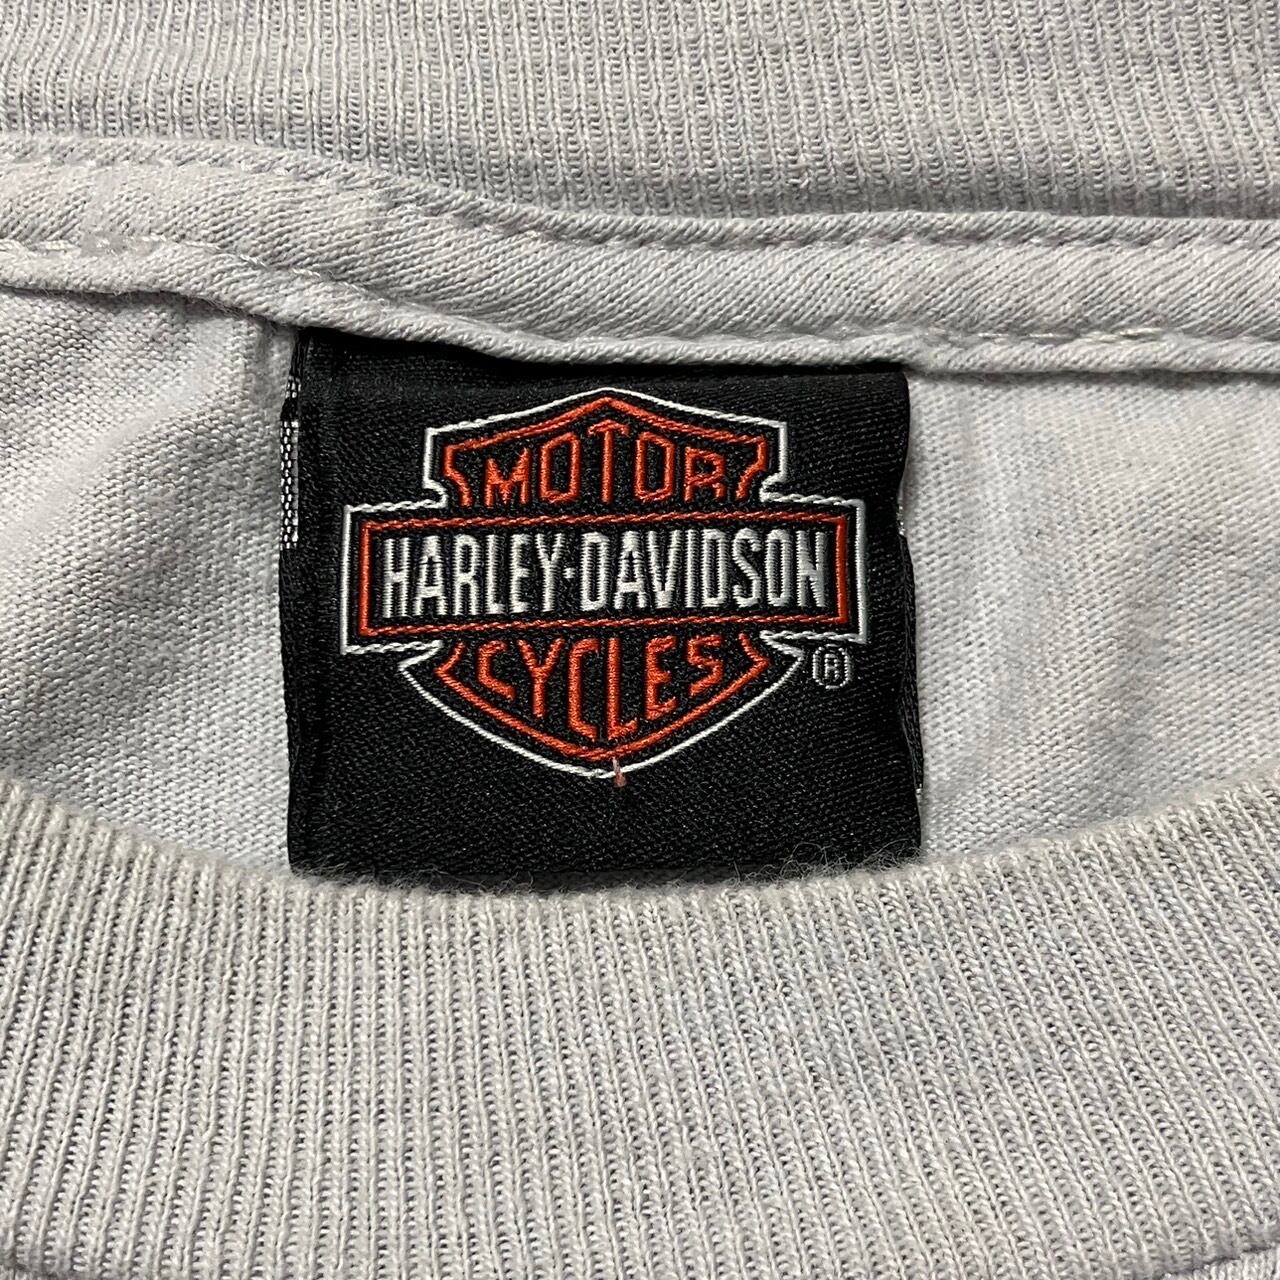 MOTOR
HARLEY-DAVIDSON
CYCLES
®